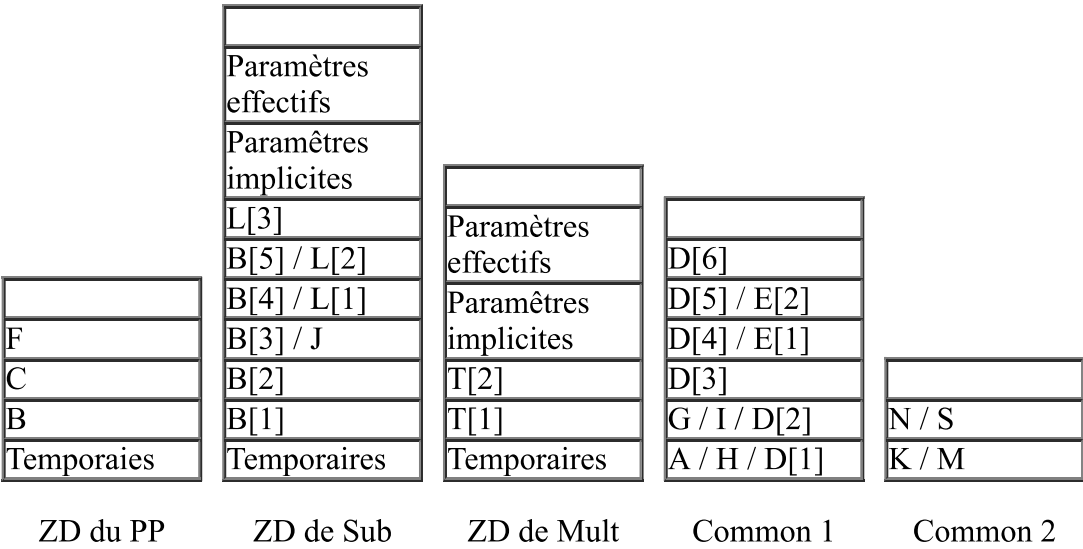 F
C
B
Temporaies
ZD du PP
Paramètres
effectifs
Paramêtres
implicites
L[3]
B[5] / L[2]
B[4] / L[1]
B[3] / J
B[2]
B[1]
Temporaires
ZD de Sub
Paramètres
effectifs
Paramêtres
implicites
T[2]
T[1]
Temporaires
ZD de Mult
D[6]
D[5] / E[2]
D[4] / E[1]
D[3]
G / I / D[2]
A / H / D[1]
Common 1
N / S
K / M
Common 2